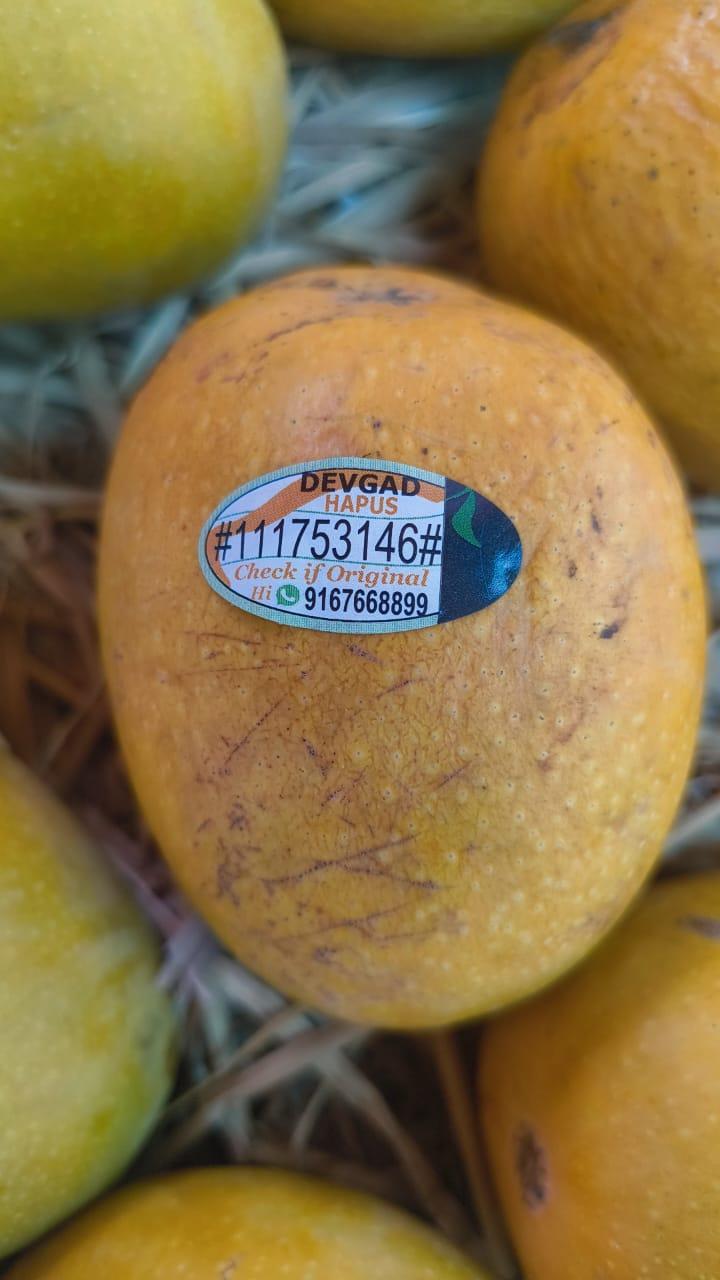 DEVGAD
HAPUS
#111753146#
Check if Original
Hi 9167668899